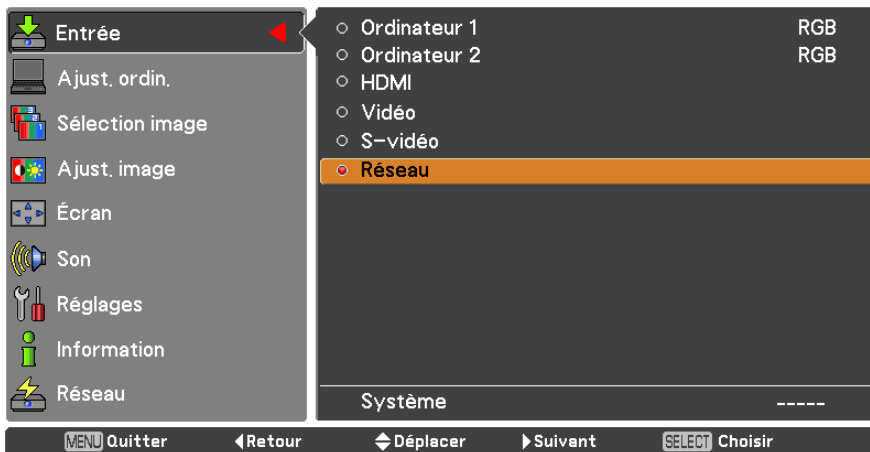 Entrée
Ajust. ordin.
Sélection image
Ajust. image
Écran
Son
Réglages
Information
Réseau
Ordinateur 1 RGB
Ordinateur 2 RGB
HDMI
Vidéo
S-vidéo
Réseau
Système -----
MENU Quitter Retour Déplacer Suivant SELECT Choisir